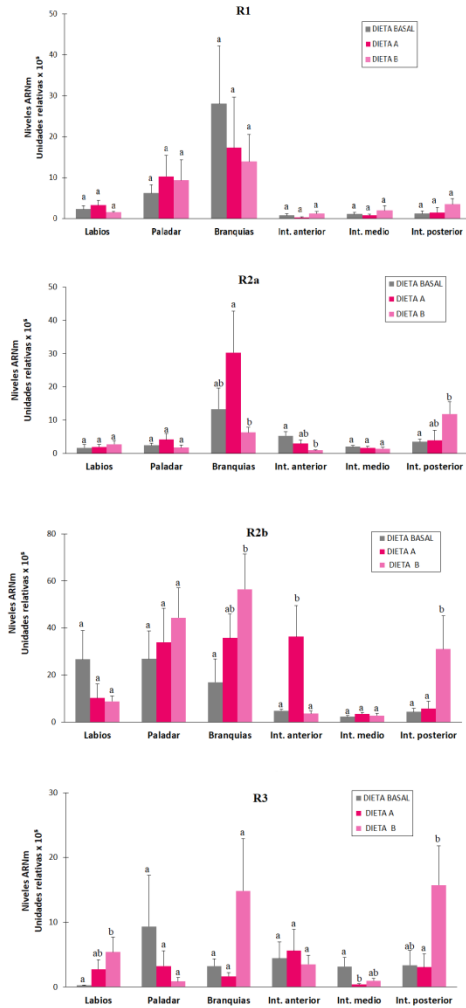 R1
Niveles ARNm
Unidades relativas x 10⁵
50
40
30
20
10
0
DIETA BASAL
DIETA A
DIETA B
a a a
a a a
a a a
a a a
a a a
a a a
Labios Paladar Branquias Int. anterior Int. medio Int. posterior
R2a
Niveles ARNm
Unidades relativas x 10⁵
50
40
30
20
10
0
DIETA BASAL
DIETA A
DIETA B
a a a
a a a
ab a b
a ab b
a a a
a ab b
Labios Paladar Branquias Int. anterior Int. medio Int. posterior
R2b
Niveles ARNm
Unidades relativas x 10⁵
80
60
40
20
0
DIETA BASAL
DIETA A
DIETA B
a a a
a a a
a ab b
a b a
a a a
a a b
Labios Paladar Branquias Int. anterior Int. medio Int. posterior
R3
Niveles ARNm
Unidades relativas x 10⁵
30
20
10
0
DIETA BASAL
DIETA A
DIETA B
a ab b
a a a
a a a
a a a
a b ab
ab a b
Labios Paladar Branquias Int. anterior Int. medio Int. posterior